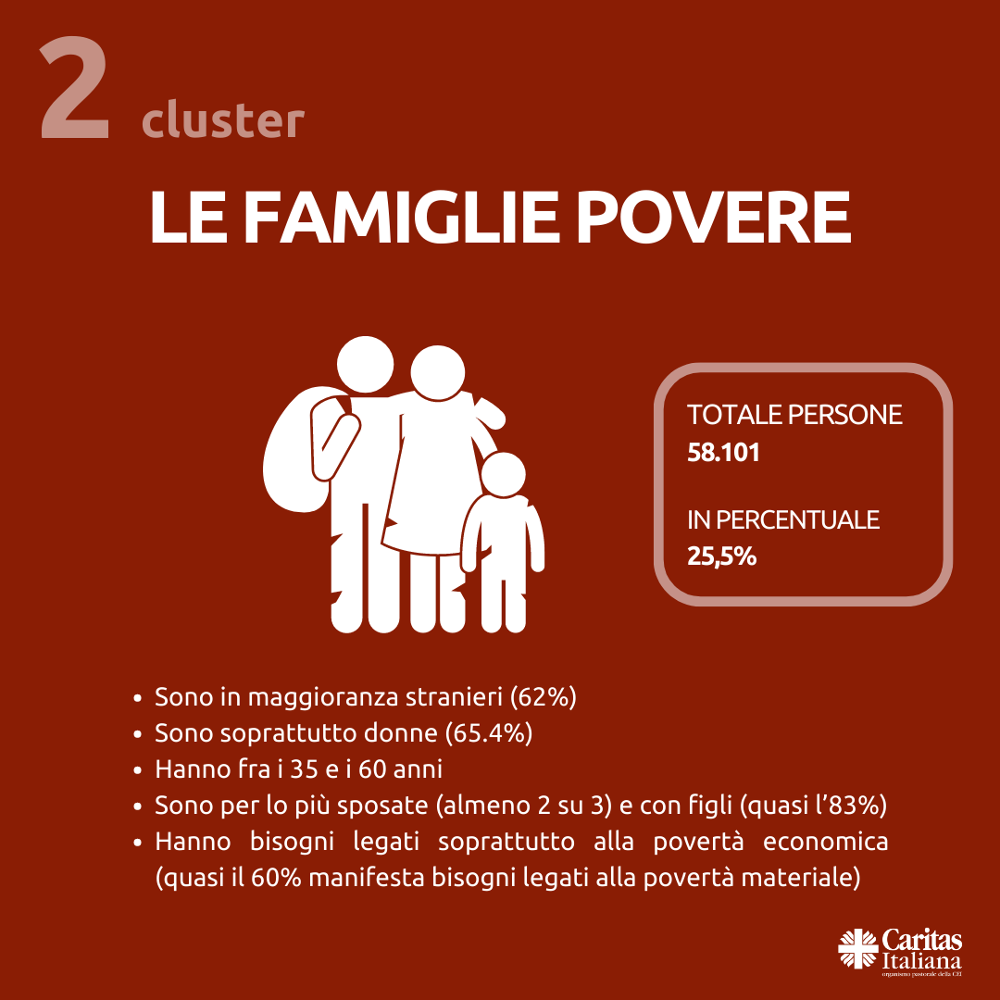 2 cluster
LE FAMIGLIE POVERE
TOTALE PERSONE
58.101
IN PERCENTUALE
25,5%
• Sono in maggioranza stranieri (62%)
• Sono soprattutto donne (65.4%)
• Hanno fra i 35 e i 60 anni
• Sono per lo più sposate (almeno 2 su 3) e con figli (quasi l’83%)
• Hanno bisogni legati soprattutto alla povertà economica
(quasi il 60% manifesta bisogni legati alla povertà materiale)
Caritas
Italiana
organismo pastorale della CEI